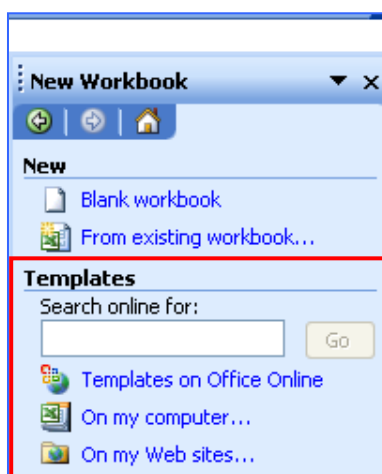 New Workbook
New
Blank workbook
From existing workbook...
Templates
Search online for:
Go
Templates on Office Online
On my computer...
On my Web sites...